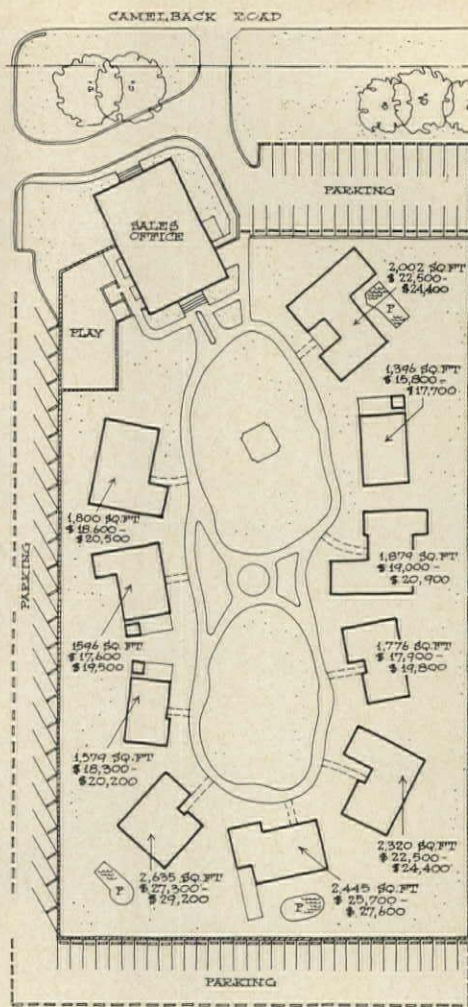 CAMELBACK ROAD
PARKING
SALES
OFFICE
PLAY
2,002 SQ.FT
$22,500-
$24,400
P
1,396 SQ.FT
$15,800-
$17,700
1,800 SQ.FT
$18,600-
$20,500
1,879 SQ.FT
$19,000-
$20,900
PARKING
1596 SQ.FT
$17,600
$19,500
1,776 SQ.FT
$17,900-
$19,800
1,579 SQ.FT
$18,300-
$20,200
2,320 SQ.FT
$22,500-
$24,400
2,635 SQ.FT
$27,300-
$29,200
P
2,445 SQ.FT
$25,700-
$27,600
P
PARKING